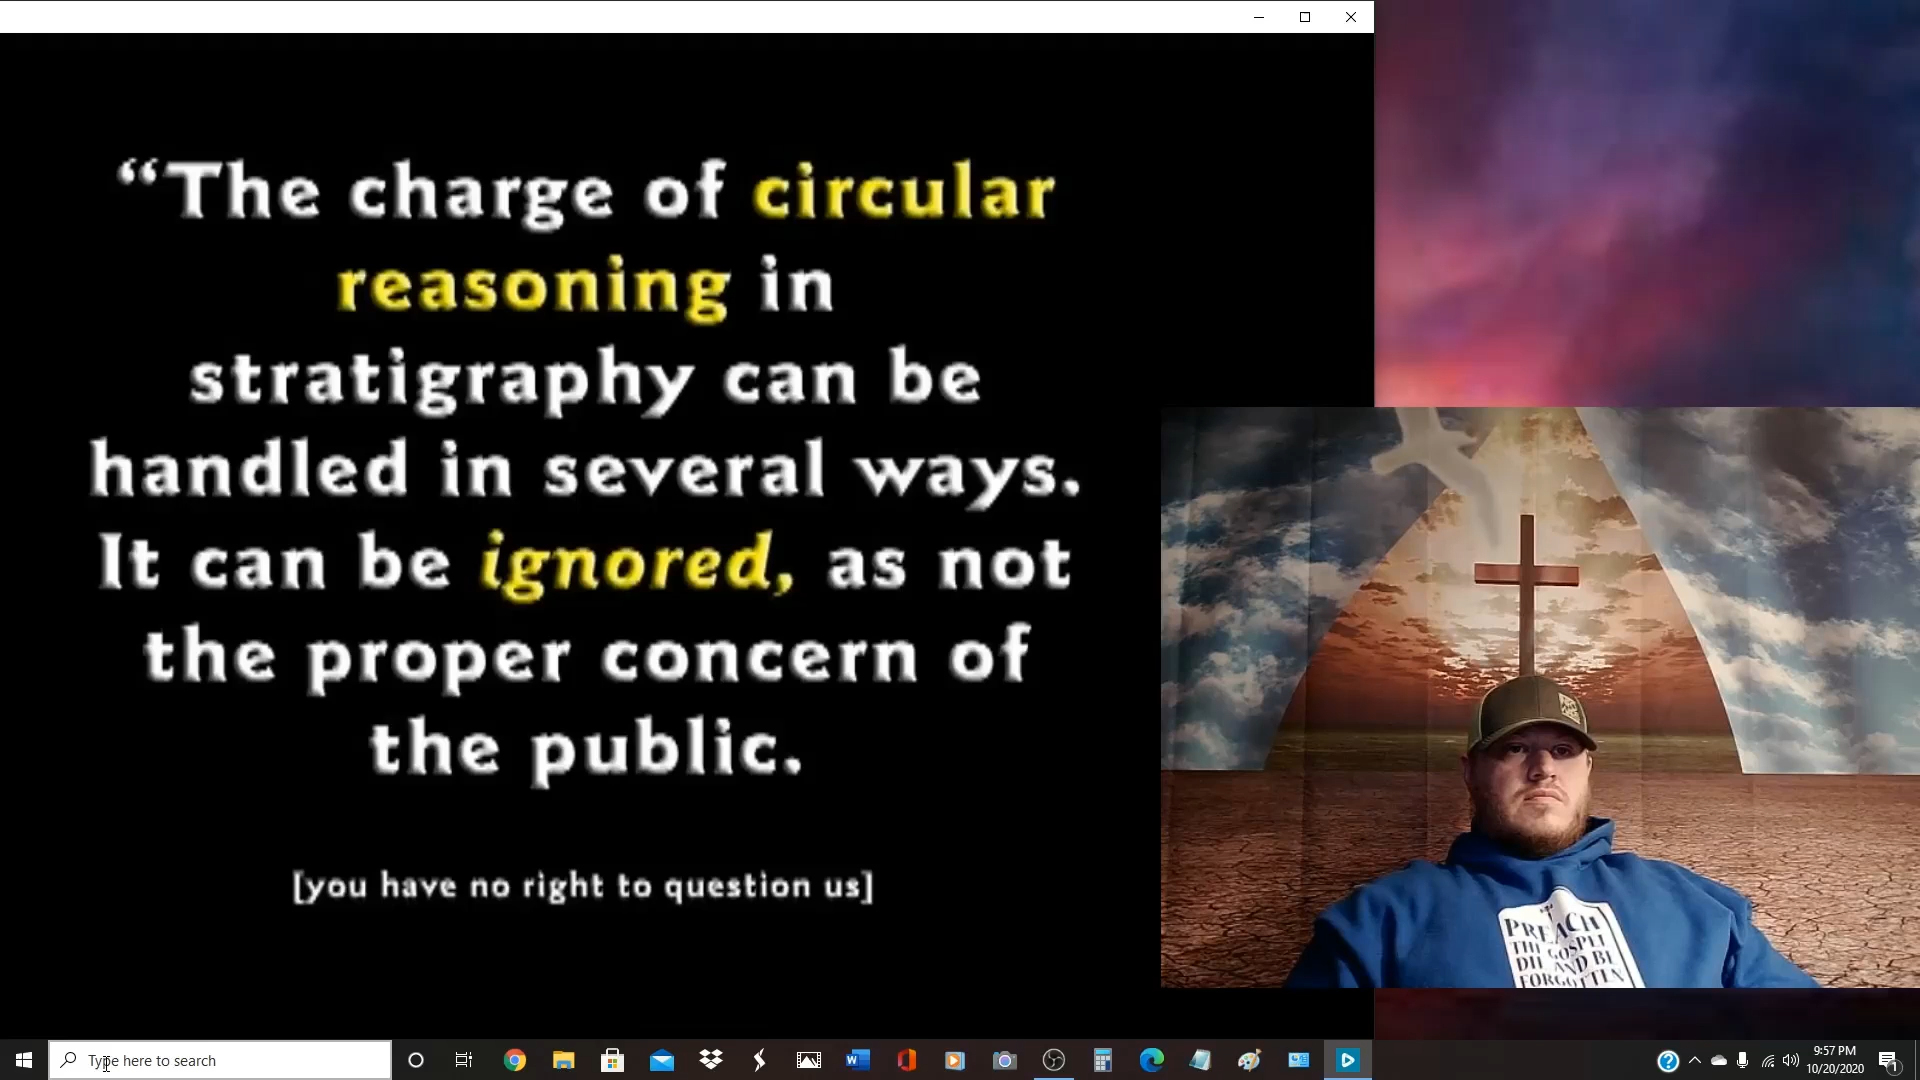 “The charge of circular
reasoning in
stratigraphy can be
handled in several ways.
It can be ignored, as not
the proper concern of
the public.
[you have no right to question us]
PREACH
THE GOSPEL
DIE AND BE
FORGOTTEN
Type here to search
9:57 PM
10/20/2020
1